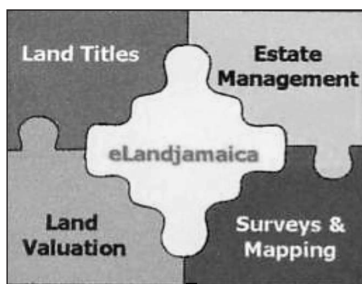 Land Titles
Estate
Management
eLandjamaica
Land
Valuation
Surveys &
Mapping